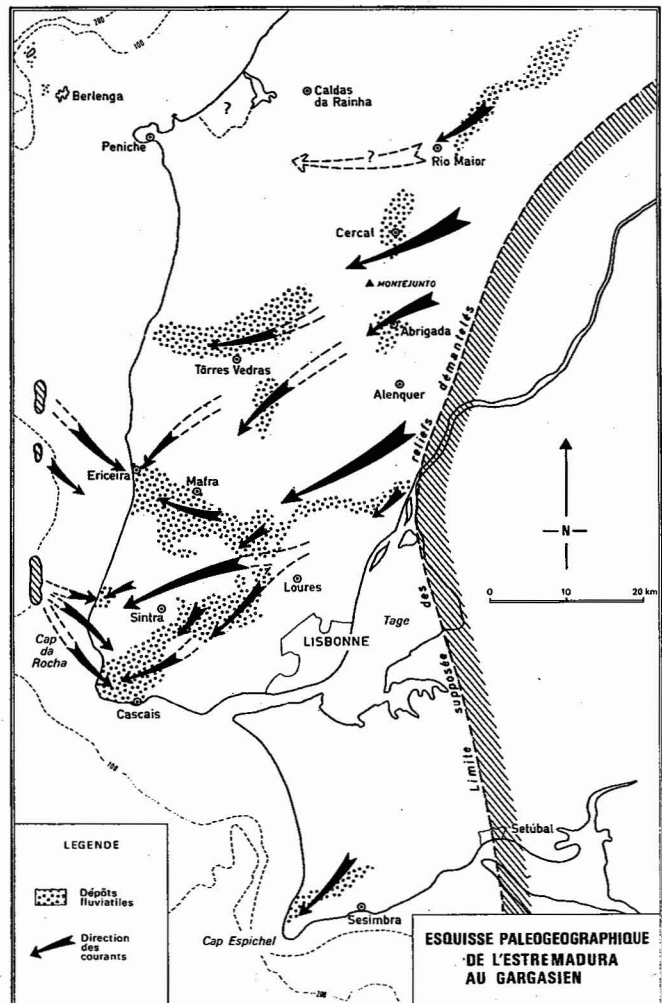 200
100
Berlenga
?
Caldas
da Rainha
Peniche
?
Rio Maior
Cercal
MONTEJUNTO
Abrigada
Tôrres Vedras
Alenquer
Limite supposée des reliefs démantelés
Ericeira
Mafra
N
0 10 20 km
Loures
Sintra
Tage
LISBONNE
Cap
da
Rocha
Cascais
100
Setúbal
LEGENDE
Dépôts
fluviatiles
Direction
des
courants
Sesimbra
Cap Espichel
200
ESQUISSE PALEOGEOGRAPHIQUE
DE L'ESTREMADURA
AU GARGASIEN